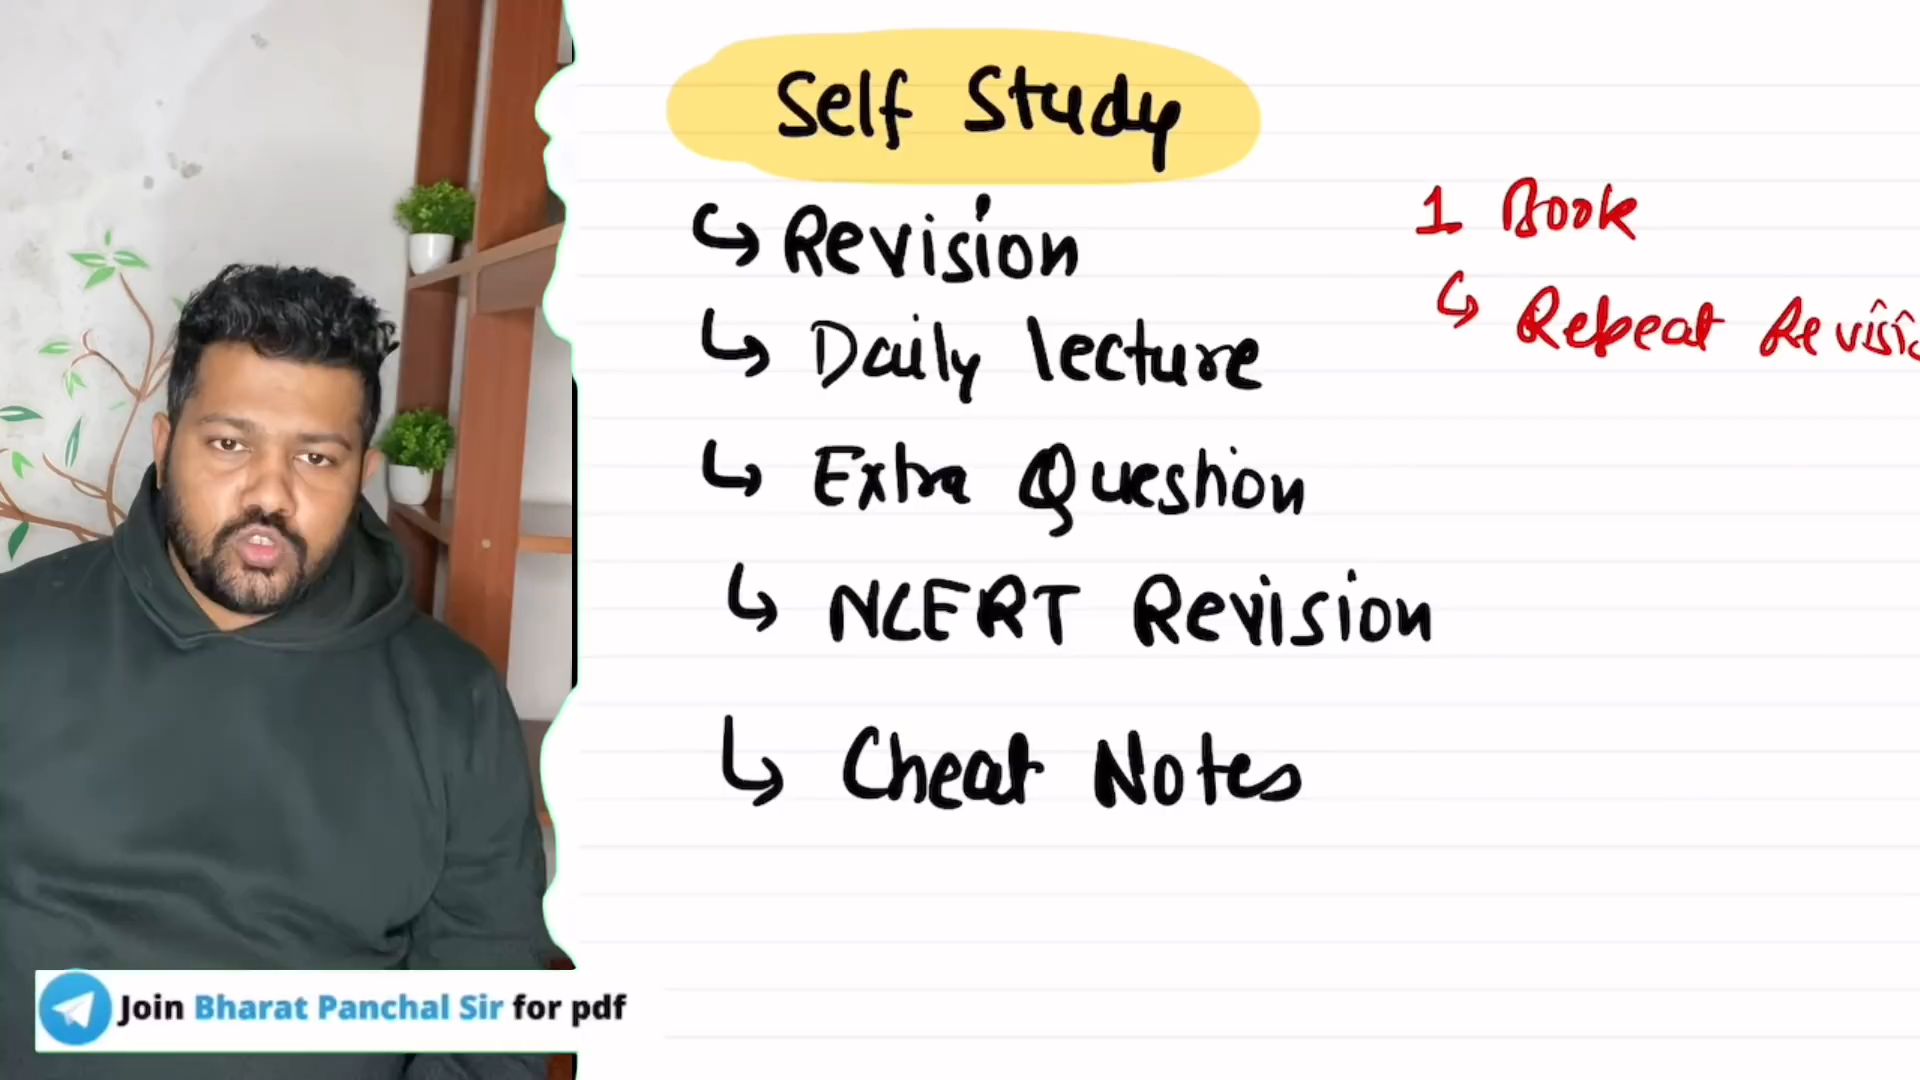 Self Study
↳ Revision
↳ Daily lecture
↳ Extra Question
↳ NCERT Revision
↳ Cheat Notes
1 Book
↳ Repeat Revisio
Join Bharat Panchal Sir for pdf